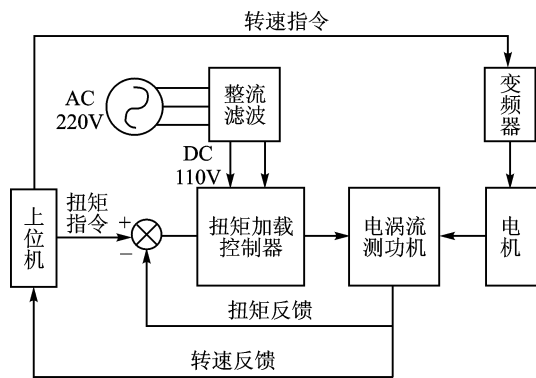 转速指令
AC
220V
整流
滤波
变频器
DC
110V
上位机
扭矩
指令
+
−
扭矩加载
控制器
电涡流
测功机
电机
扭矩反馈
转速反馈